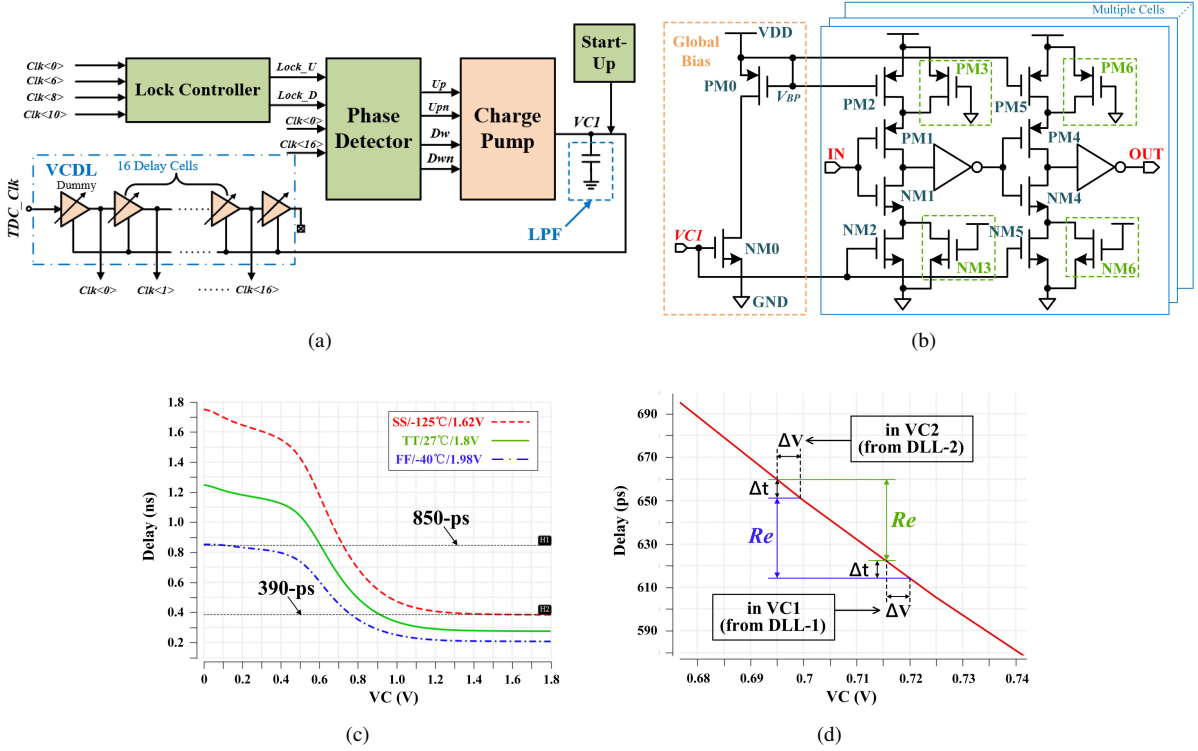 (a)
Clk<0>
Clk<6>
Clk<8>
Clk<10>
Lock Controller
Lock_U
Lock_D
Clk<0>
Clk<16>
Phase
Detector
Up
Upn
Dw
Dwn
Charge
Pump
Start-
Up
VC1
LPF
VCDL
Dummy
16 Delay Cells
TDC_Clk
Clk<0>
Clk<1>
Clk<16>
(a)
Multiple Cells
Global
Bias
VDD
PM0
VBP
PM2
PM3
PM5
PM6
PM1
PM4
IN
OUT
NM1
NM4
VC1
NM0
NM2
NM3
NM5
NM6
GND
(b)
1.8
1.6
1.4
1.2
1.0
0.8
0.6
0.4
0.2
Delay (ns)
SS/-125℃/1.62V
TT/27℃/1.8V
FF/-40℃/1.98V
850-ps
H1
390-ps
H2
0 0.2 0.4 0.6 0.8 1.0 1.2 1.4 1.6 1.8
VC (V)
(c)
690
670
650
630
610
590
Delay (ps)
ΔV
in VC2
(from DLL-2)
Δt
Re
Re
Δt
in VC1
(from DLL-1)
ΔV
0.68 0.69 0.7 0.71 0.72 0.73 0.74
VC (V)
(d)